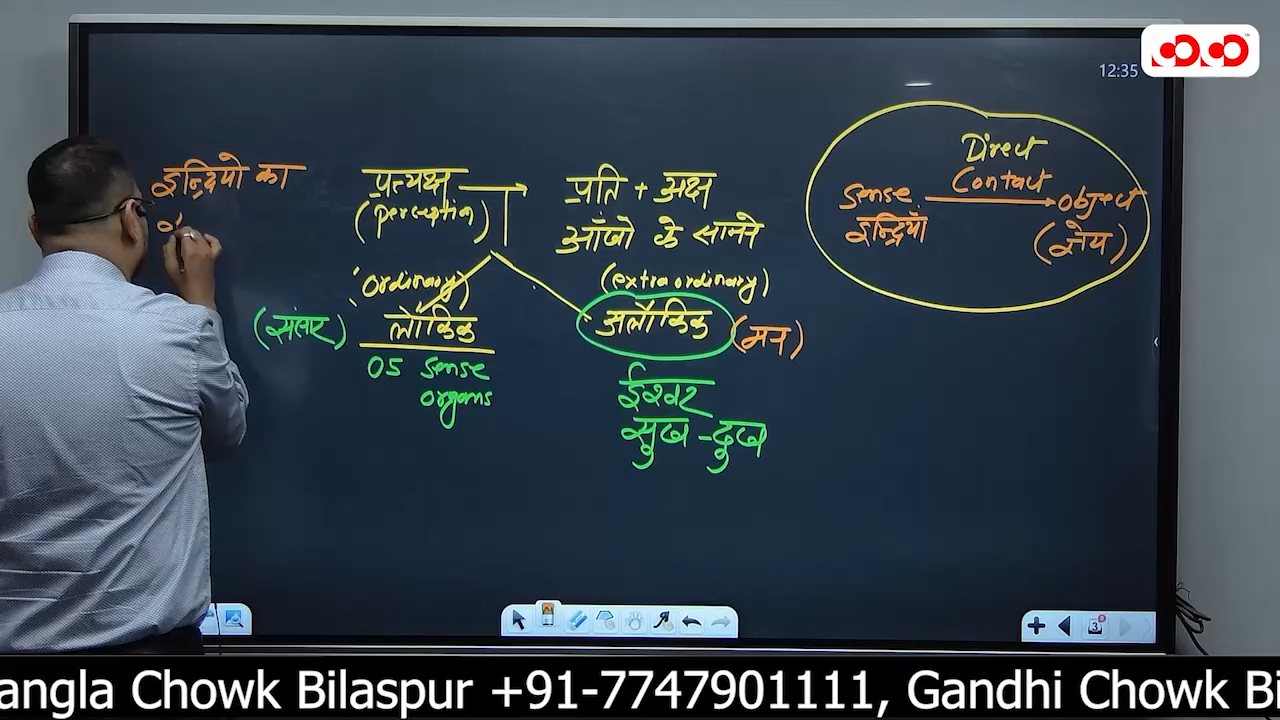 12:35
इन्द्रियो का
प्रत्यक्ष
(perception)
प्रति + अक्ष
आँखो के सामने
Direct
Contact
sense
object
इन्द्रियाँ
(ज्ञेय)
(ordinary)
लौकिक
(संसार)
05 sense
organs
(extraordinary)
अलौकिक
(मन)
ईश्वर
सुख - दुख
3
angla Chowk Bilaspur +91-7747901111, Gandhi Chowk Bi